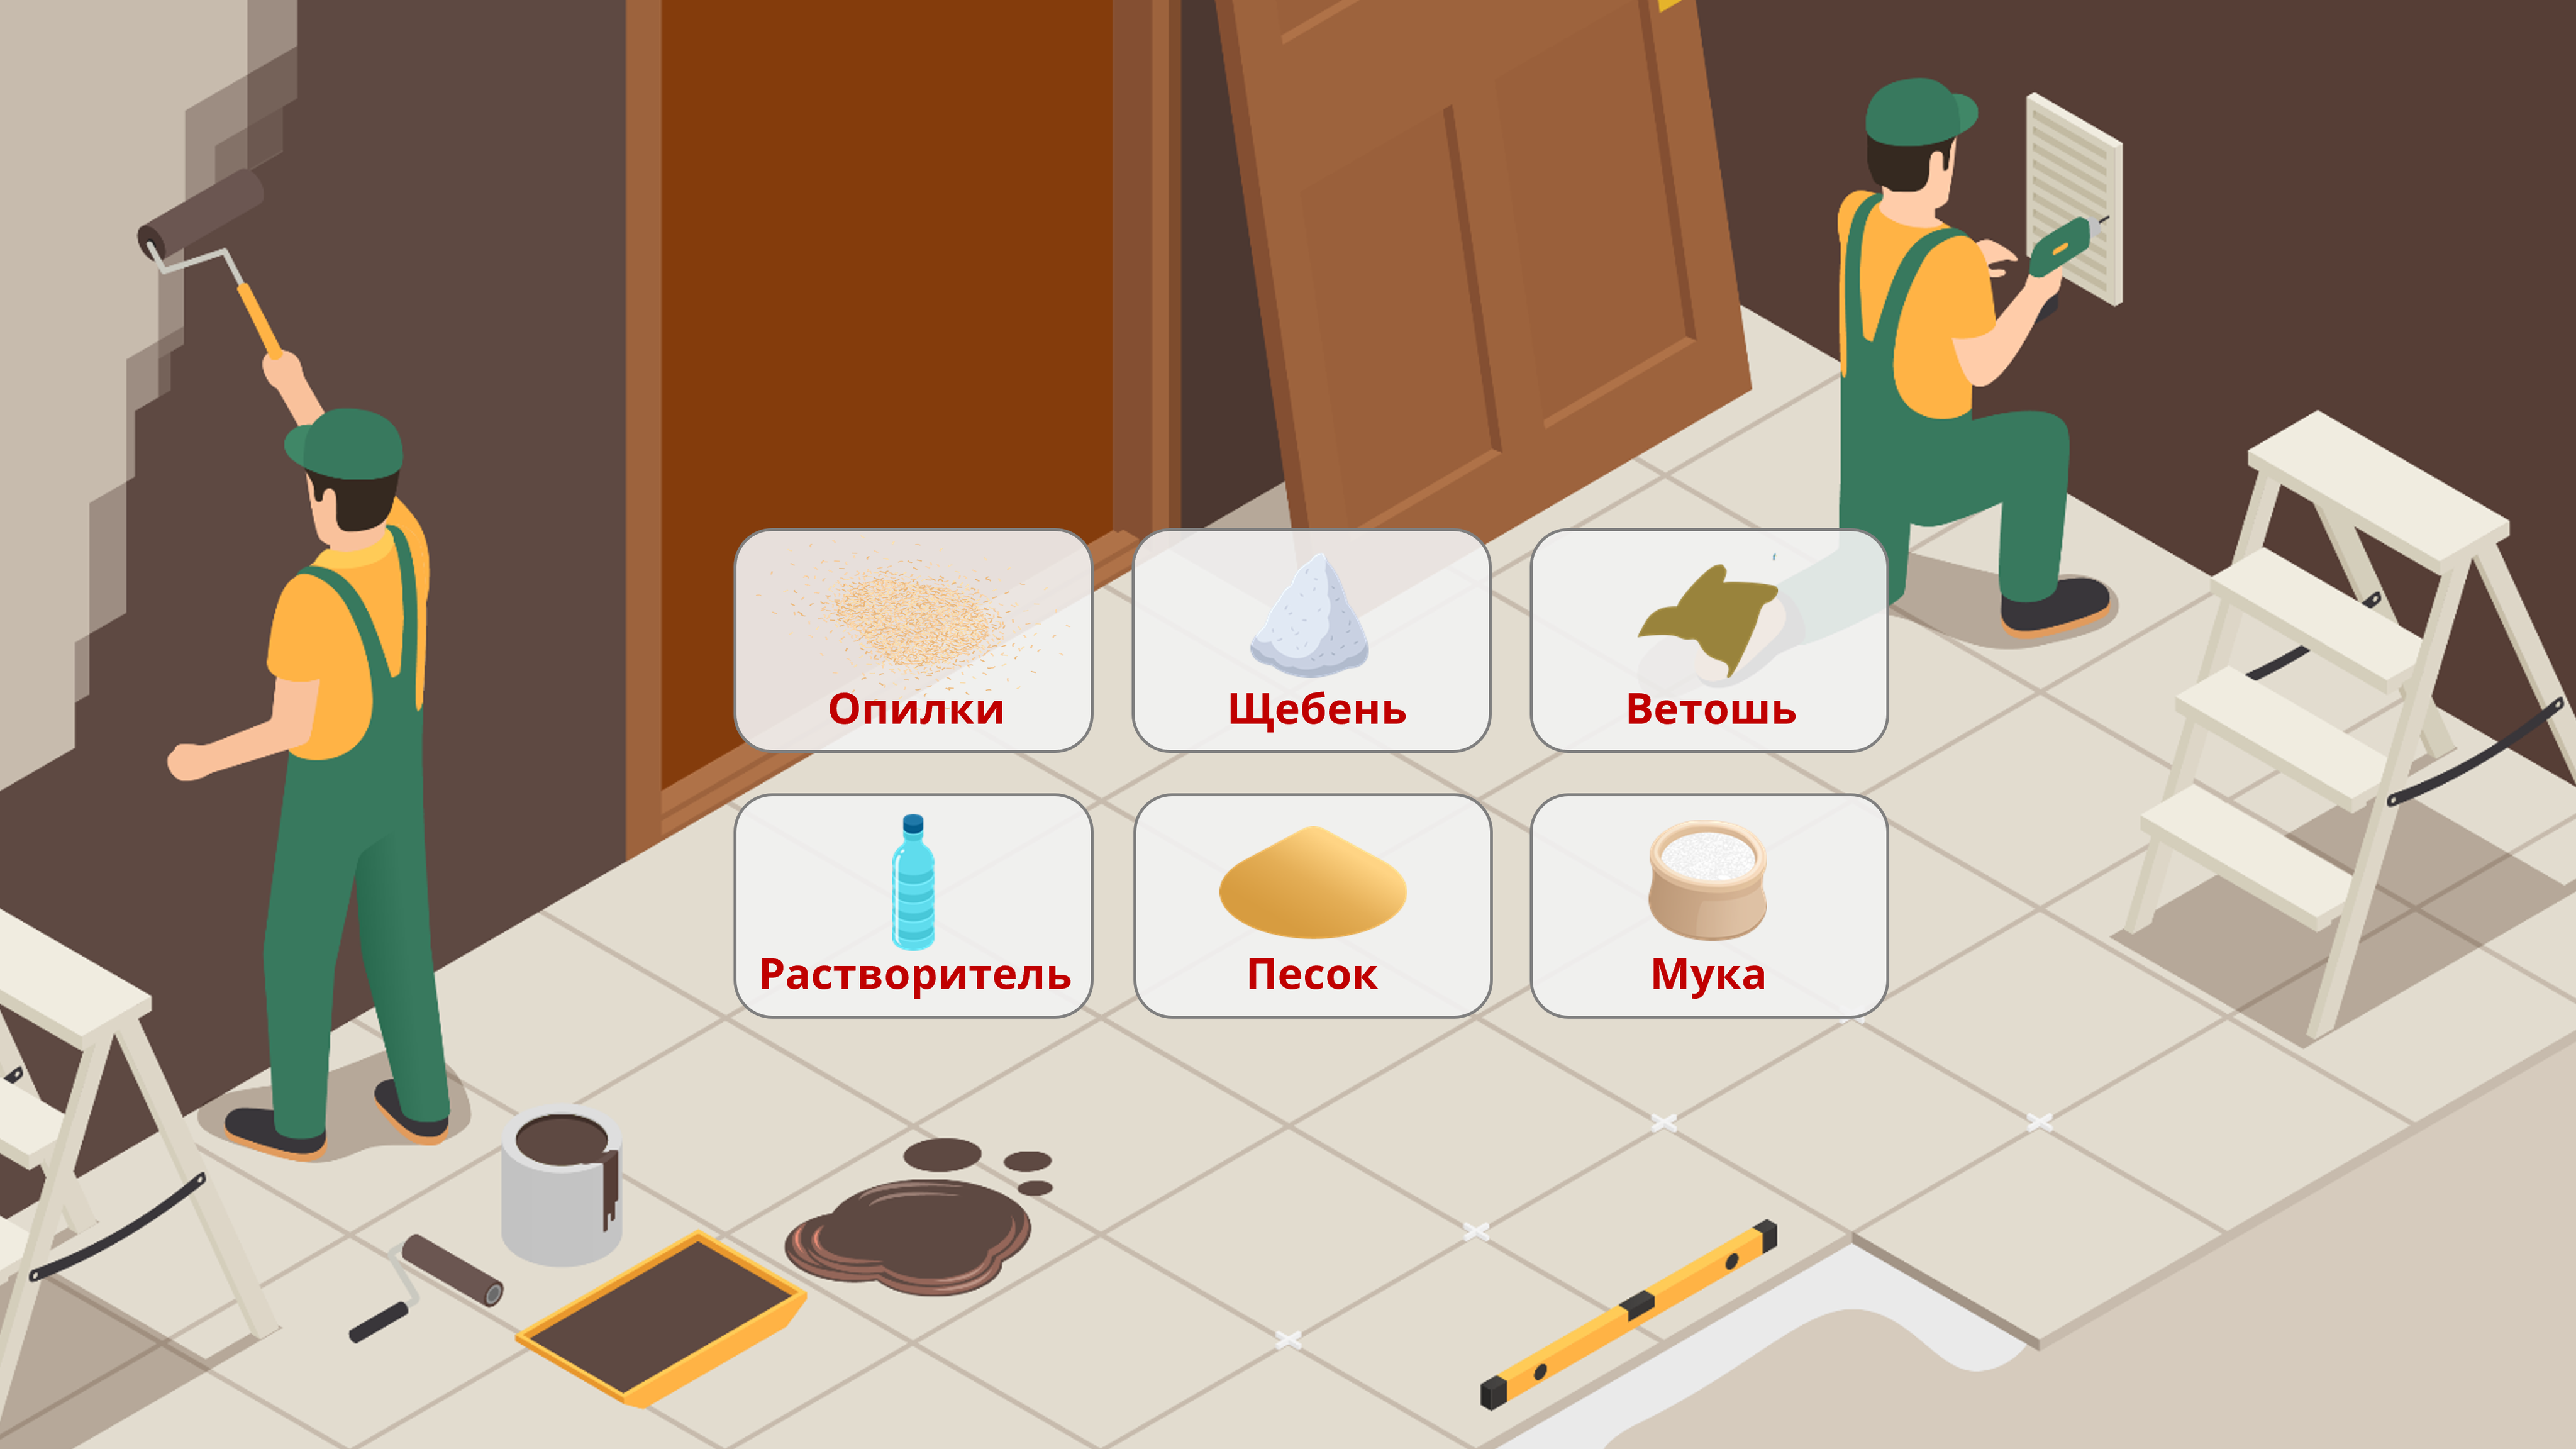 Опилки
Щебень
Ветошь
Растворитель
Песок
Мука